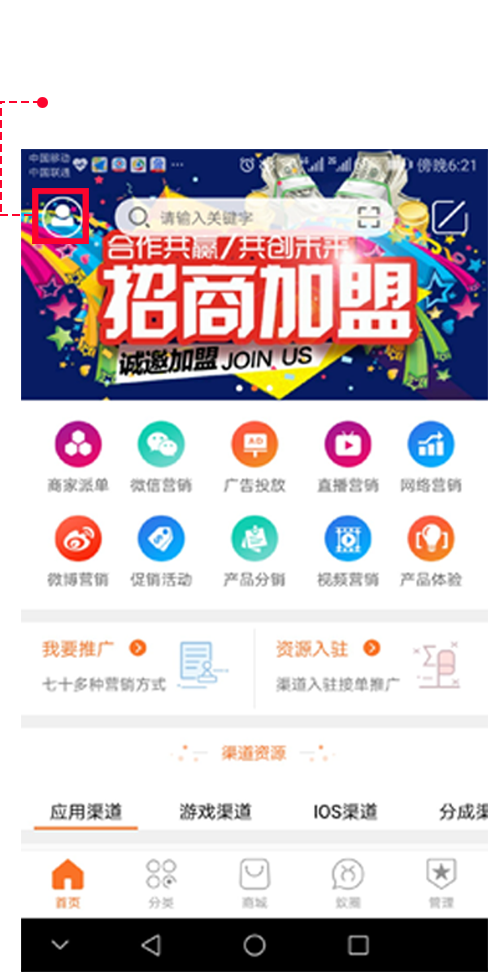 中国移动
中国联通
傍晚6:21
请输入关键字
合作共赢/共创未来
招商加盟
诚邀加盟 JOIN US
AD
商家派单 微信营销 广告投放 直播营销 网络营销
微博营销 促销活动 产品分销 视频营销 产品体验
我要推广 资源入驻
七十多种营销方式 渠道入驻接单推广
渠道资源
应用渠道 游戏渠道 IOS渠道 分成渠
首页 分类 商城 蚁圈 管理